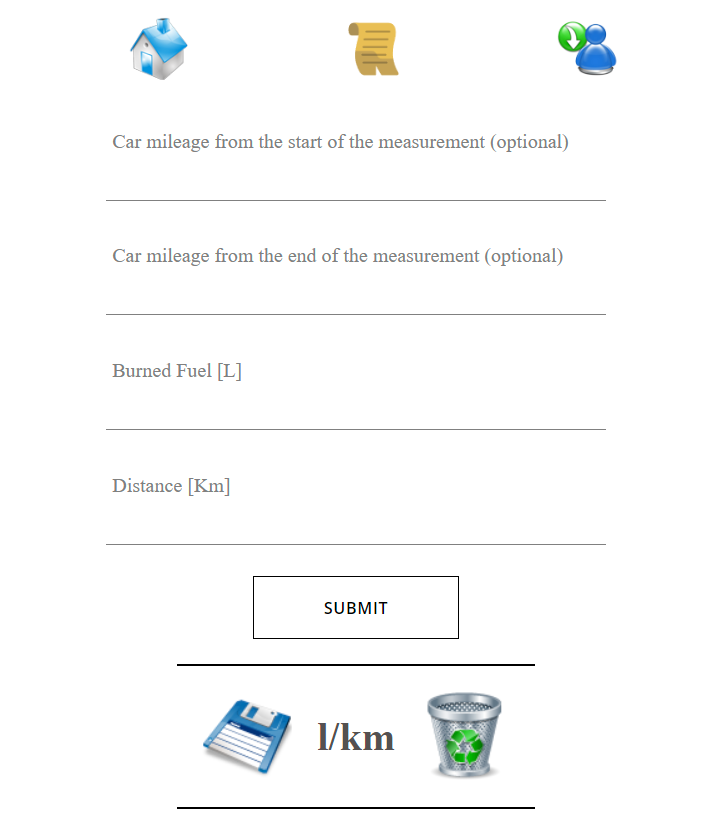 Car mileage from the start of the measurement (optional)
Car mileage from the end of the measurement (optional)
Burned Fuel [L]
Distance [Km]
SUBMIT
l/km